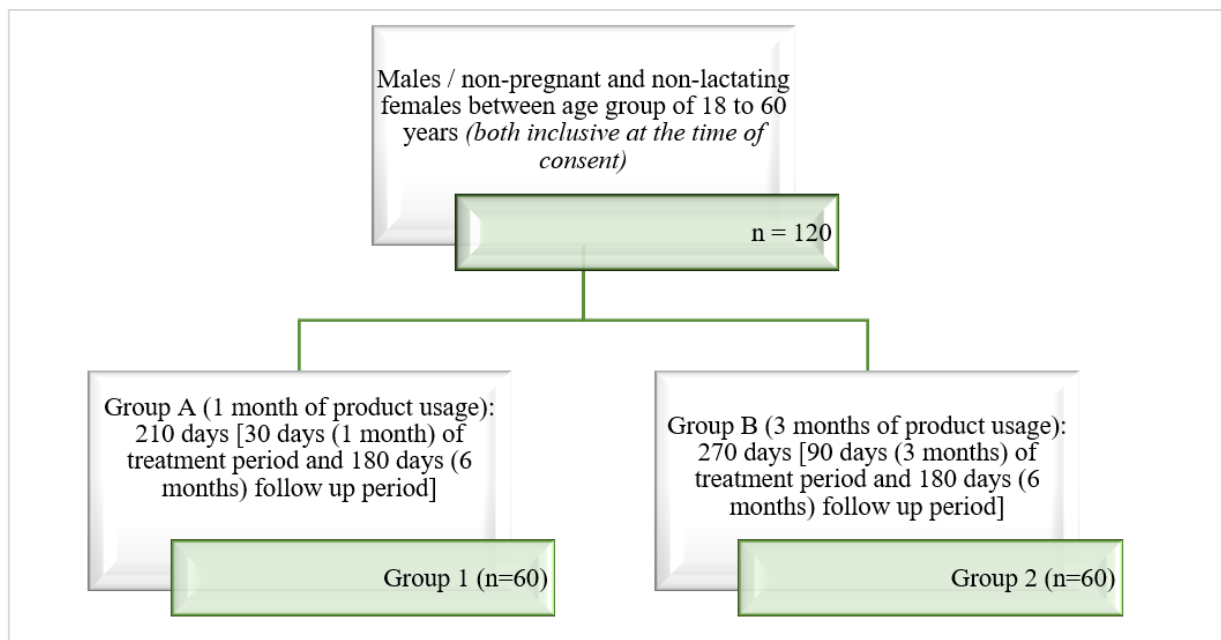 Males / non-pregnant and non-lactating
females between age group of 18 to 60
years (both inclusive at the time of
consent)
n = 120
Group A (1 month of product usage):
210 days [30 days (1 month) of
treatment period and 180 days (6
months) follow up period]
Group 1 (n=60)
Group B (3 months of product usage):
270 days [90 days (3 months) of
treatment period and 180 days (6
months) follow up period]
Group 2 (n=60)